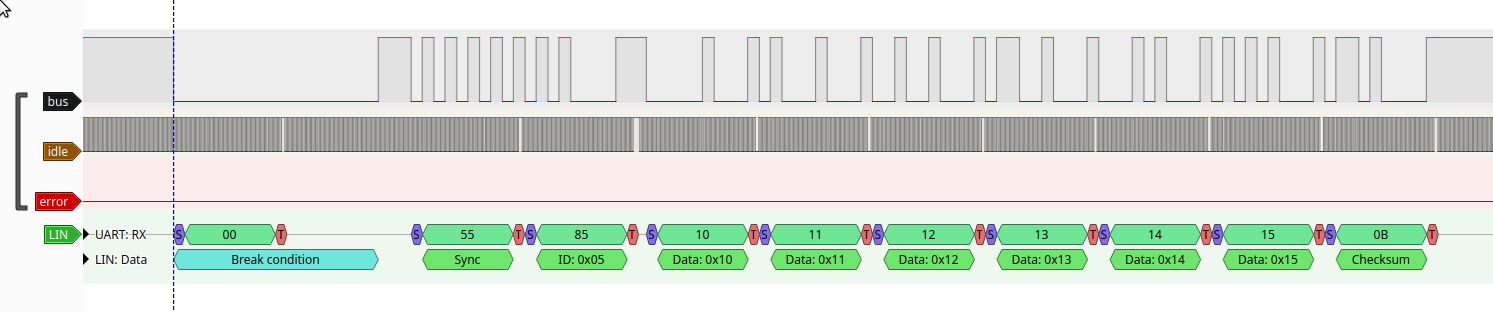 bus
idle
error
LIN
UART: RX
S 00 T S 55 T S 85 T S 10 T S 11 T S 12 T S 13 T S 14 T S 15 T S 0B T
LIN: Data
Break condition Sync ID: 0x05 Data: 0x10 Data: 0x11 Data: 0x12 Data: 0x13 Data: 0x14 Data: 0x15 Checksum